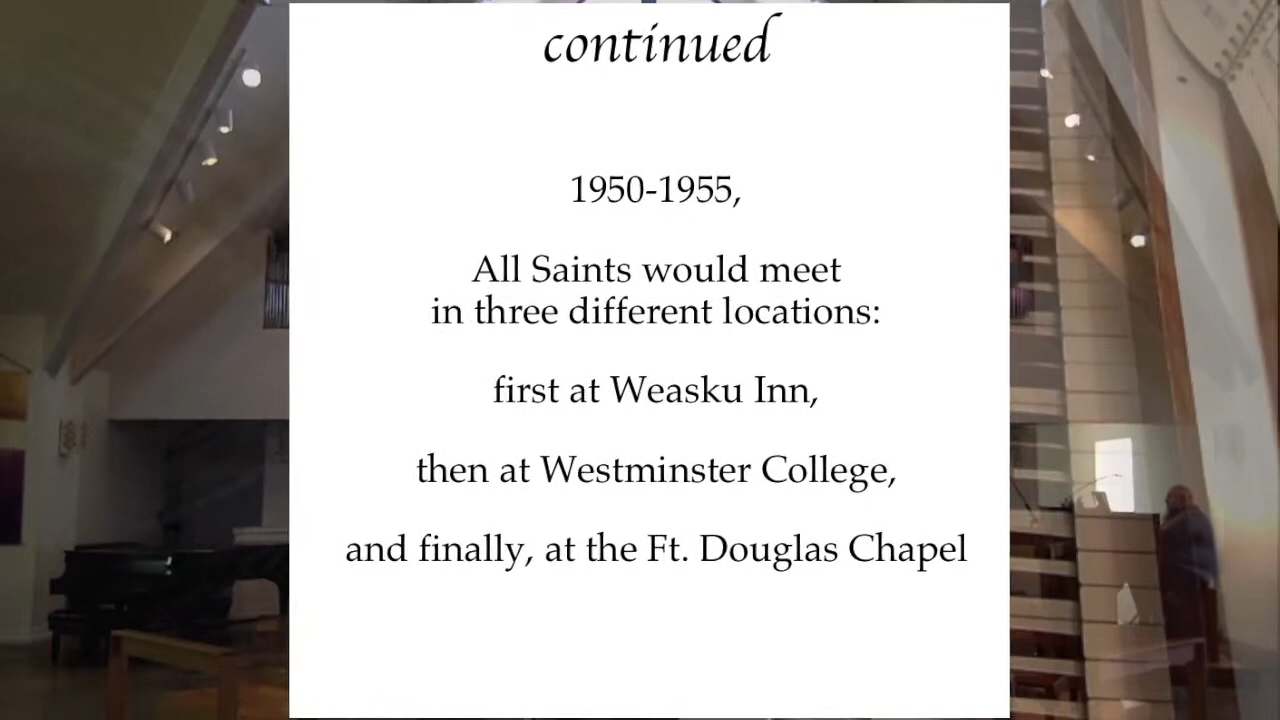 continued
1950-1955,
All Saints would meet
in three different locations:
first at Weasku Inn,
then at Westminster College,
and finally, at the Ft. Douglas Chapel